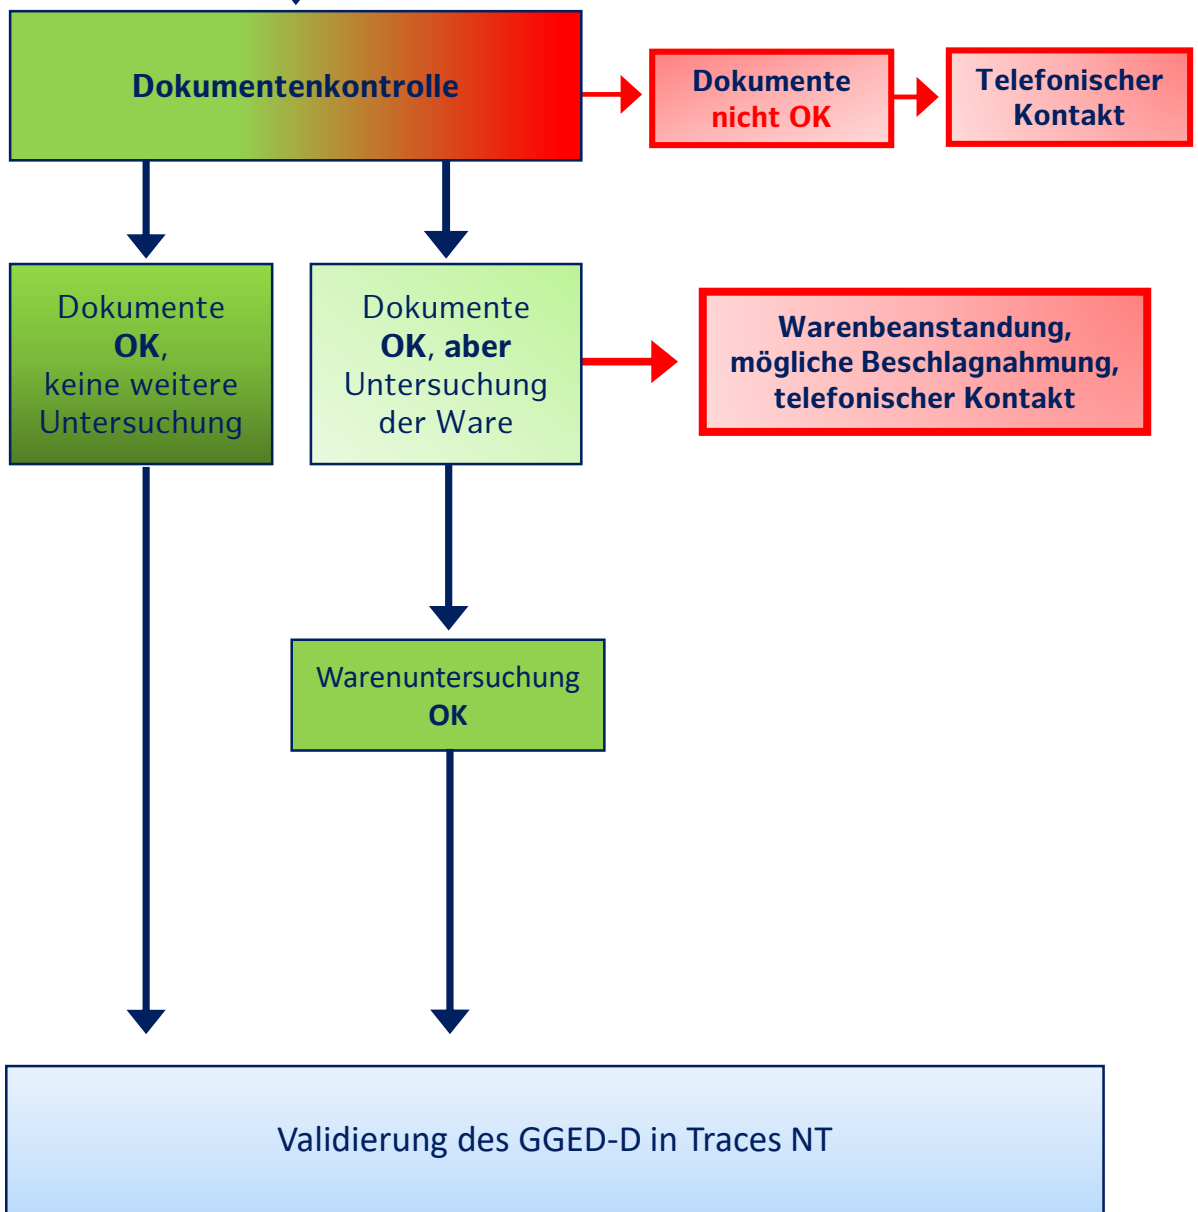 Dokumentenkontrolle
Dokumente
nicht OK
Telefonischer
Kontakt
Dokumente
OK,
keine weitere
Untersuchung
Dokumente
OK, aber
Untersuchung
der Ware
Warenbeanstandung,
mögliche Beschlagnahmung,
telefonischer Kontakt
Warenuntersuchung
OK
Validierung des GGED-D in Traces NT